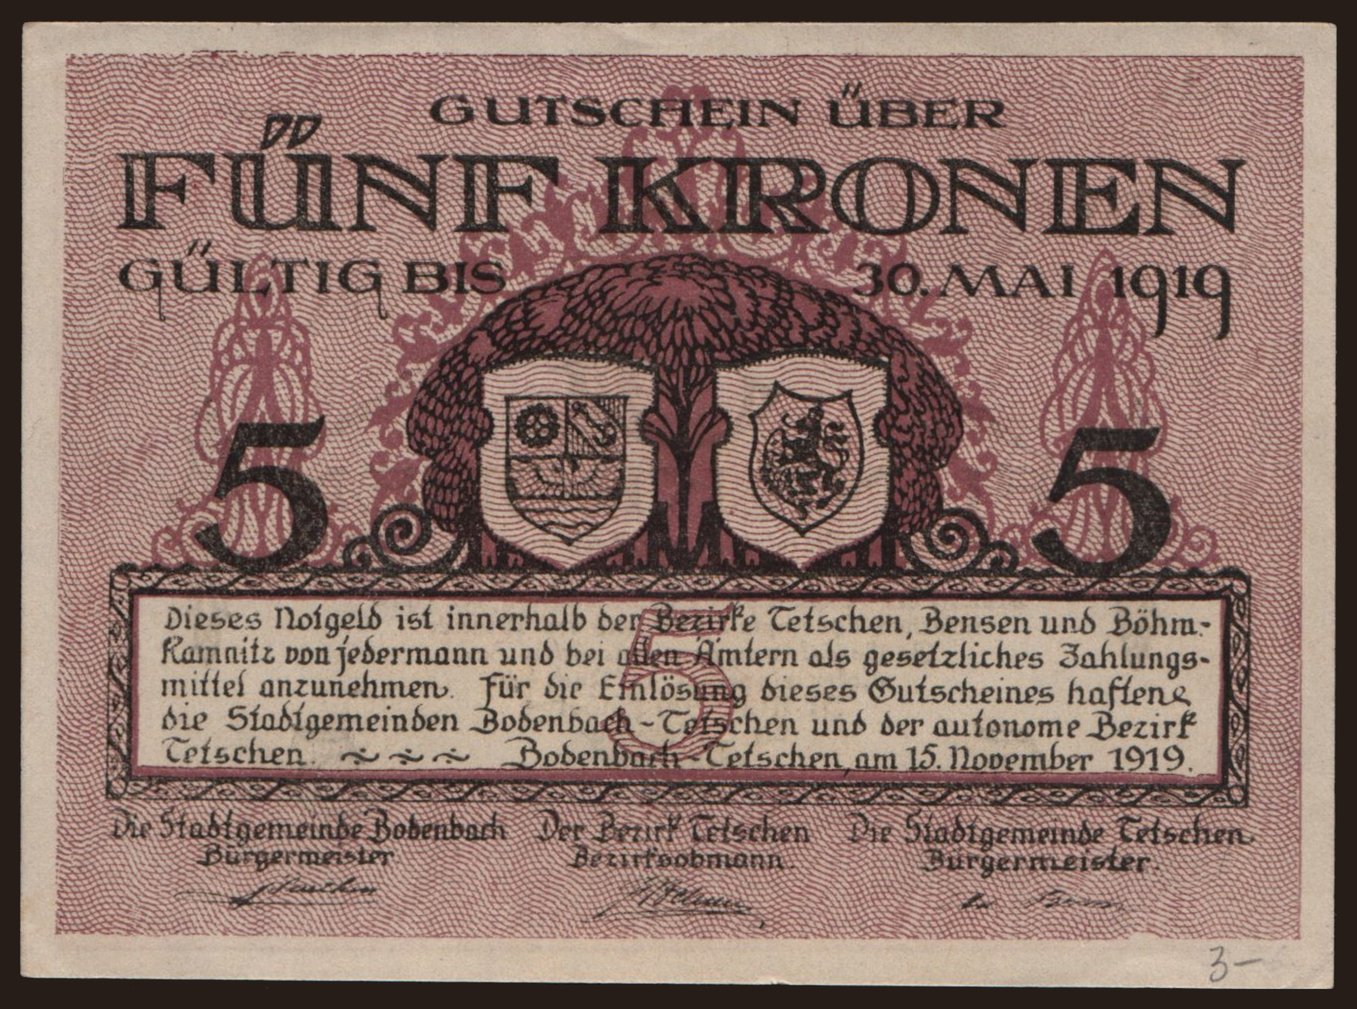 GUTSCHEIN ÜBER
FÜNF KRONEN
GÜLTIG BIS 30. MAI 1919
5 5
Dieses Notgeld ist innerhalb der Bezirke Tetschen, Bensen und Böhm.-
Kamnitz von jedermann und bei allen Ämtern als gesetzliches Zahlungs-
mittel anzunehmen. Für die Einlösung dieses Gutscheines haften
die Stadtgemeinden Bodenbach-Tetschen und der autonome Bezirk
Tetschen. Bodenbach-Tetschen, am 15. November 1919.
5
Die Stadtgemeinde Bodenbach Der Bezirk Tetschen Die Stadtgemeinde Tetschen
Bürgermeister Bezirksobmann. Bürgermeister.
3-